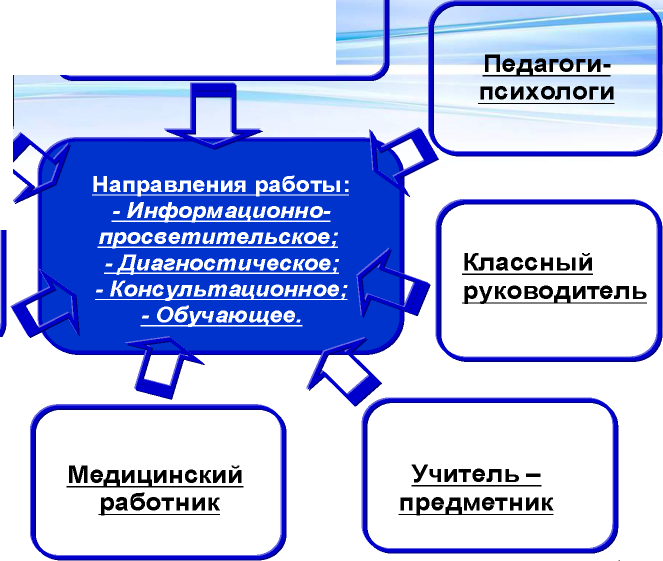 Педагоги-
психологи
Направления работы:
- Информационно-
просветительское;
- Диагностическое;
- Консультационное;
- Обучающее.
Классный
руководитель
Медицинский
работник
Учитель –
предметник